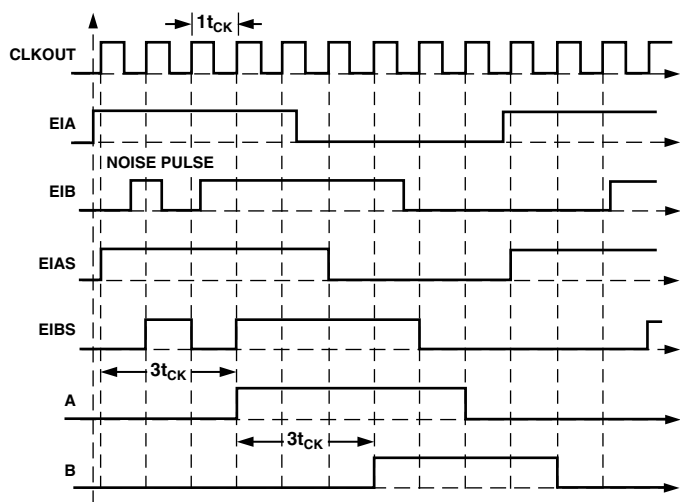 1tCK
CLKOUT
EIA
NOISE PULSE
EIB
EIAS
EIBS
3tCK
A
3tCK
B